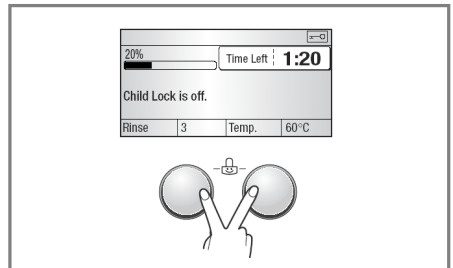 20%
Time Left 1:20
Child Lock is off.
Rinse 3 Temp. 60°C